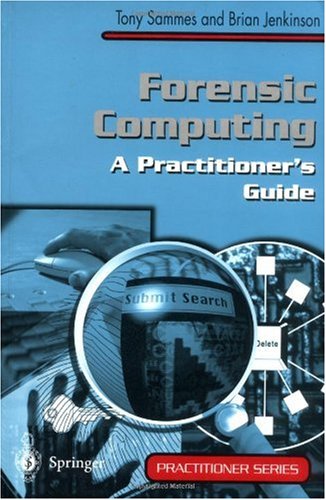 Tony Sammes and Brian Jenkinson
Forensic
Computing
A Practitioner's
Guide
Submit Search
Delete
Springer
PRACTITIONER SERIES